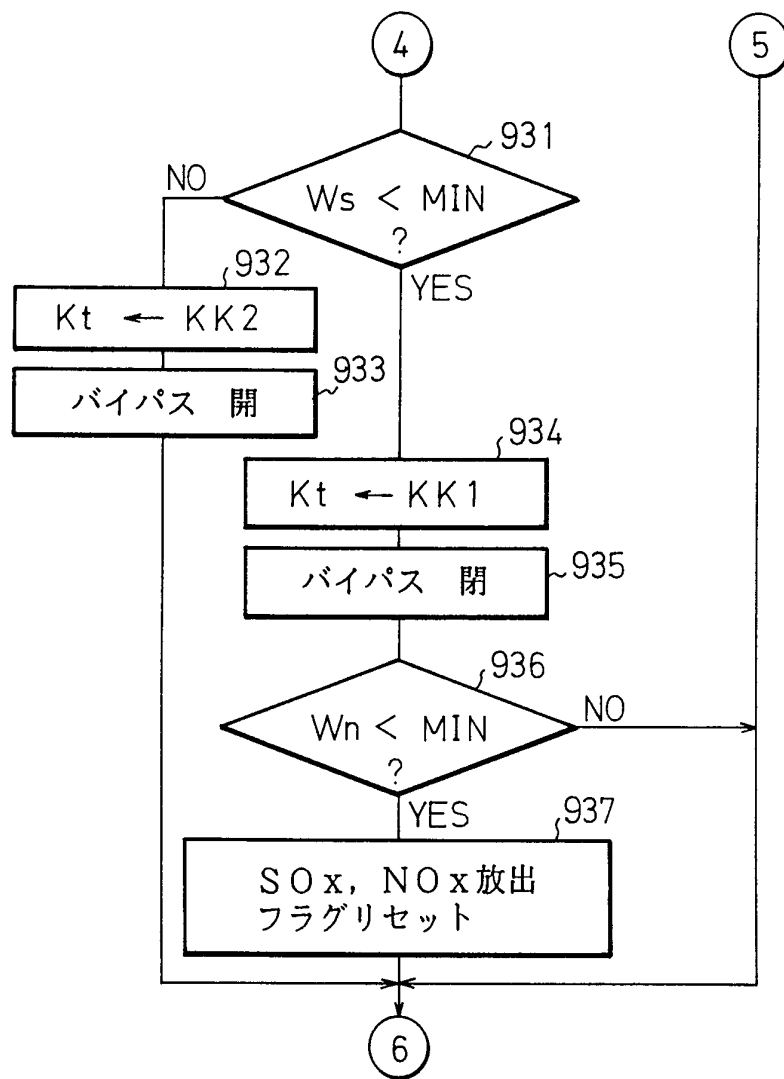 4
5
931
NO
Ws < MIN
?
932
YES
Kt ← KK2
933
バイパス 開
934
Kt ← KK1
935
バイパス 閉
936
Wn < MIN
NO
?
YES
937
SOx, NOx放出
フラグリセット
6